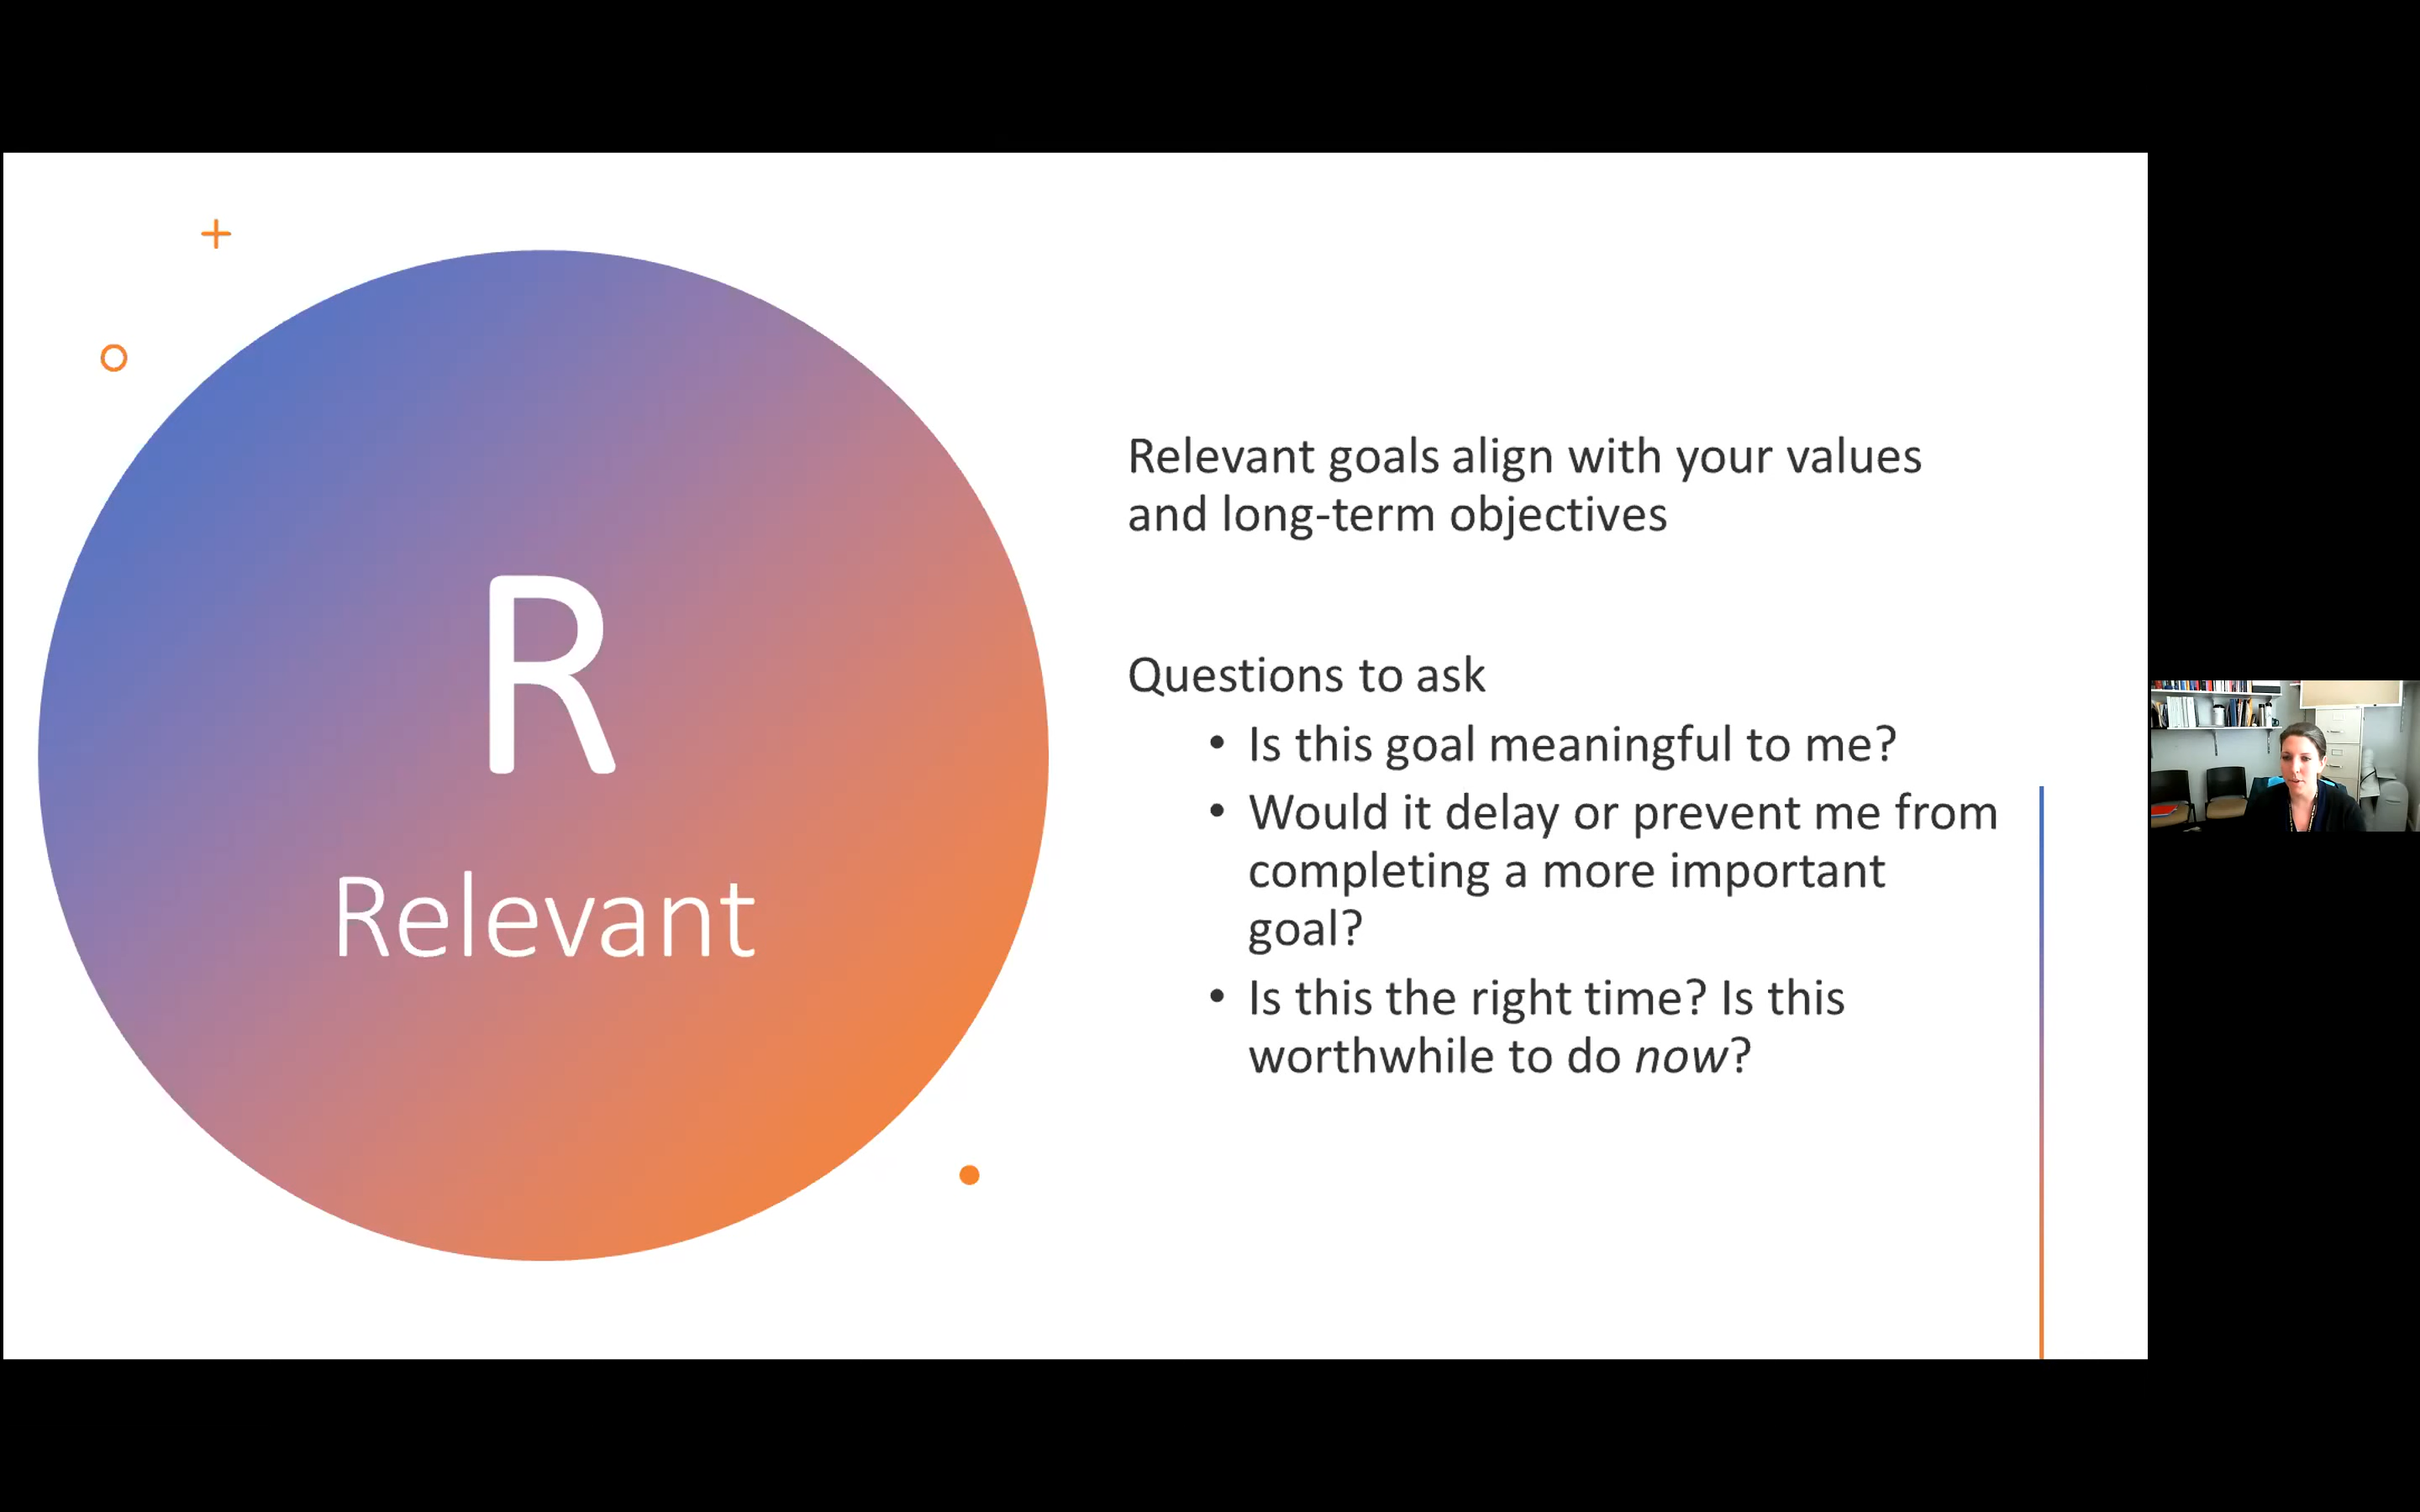 R
Relevant
Relevant goals align with your values
and long-term objectives
Questions to ask
• Is this goal meaningful to me?
• Would it delay or prevent me from
completing a more important
goal?
• Is this the right time? Is this
worthwhile to do now?